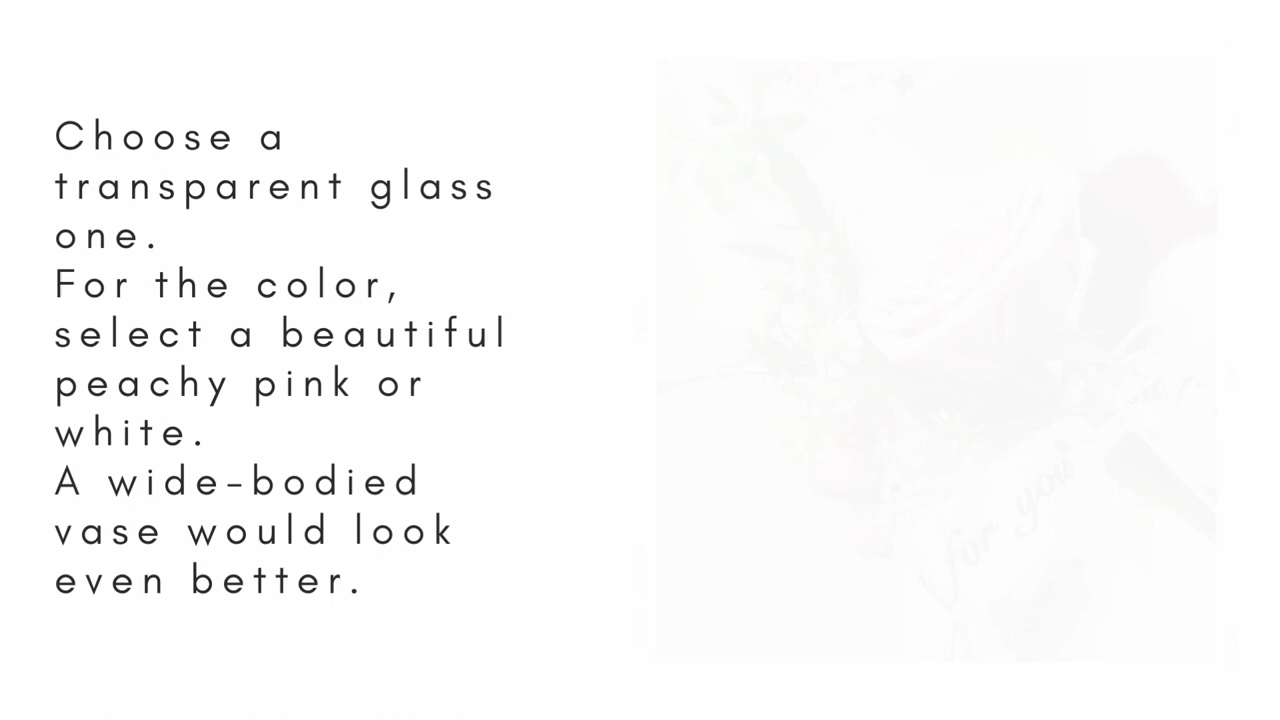 Choose a
transparent glass
one.
For the color,
select a beautiful
peachy pink or
white.
A wide-bodied
vase would look
even better.
for you